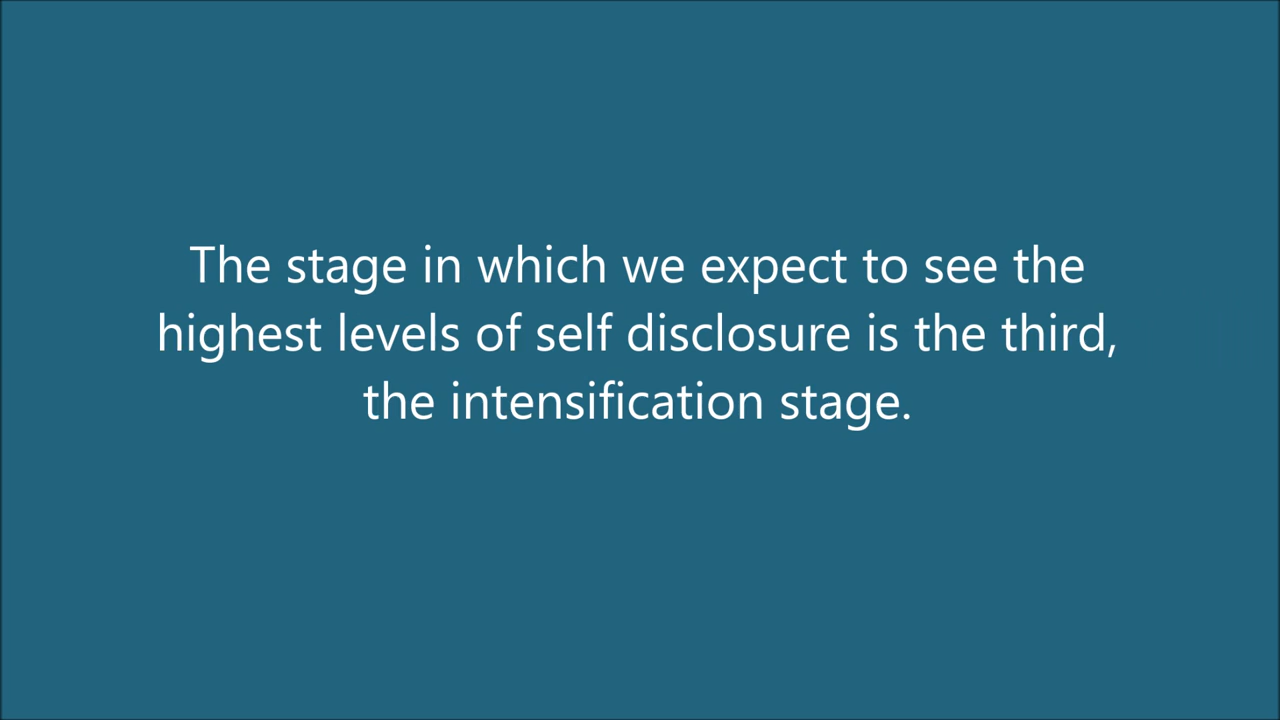 The stage in which we expect to see the
highest levels of self disclosure is the third,
the intensification stage.